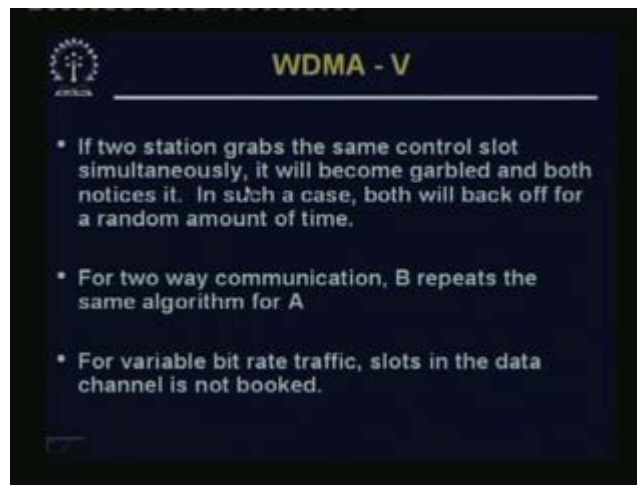 WDMA - V
• If two station grabs the same control slot
simultaneously, it will become garbled and both
notices it. In such a case, both will back off for
a random amount of time.
• For two way communication, B repeats the
same algorithm for A
• For variable bit rate traffic, slots in the data
channel is not booked.